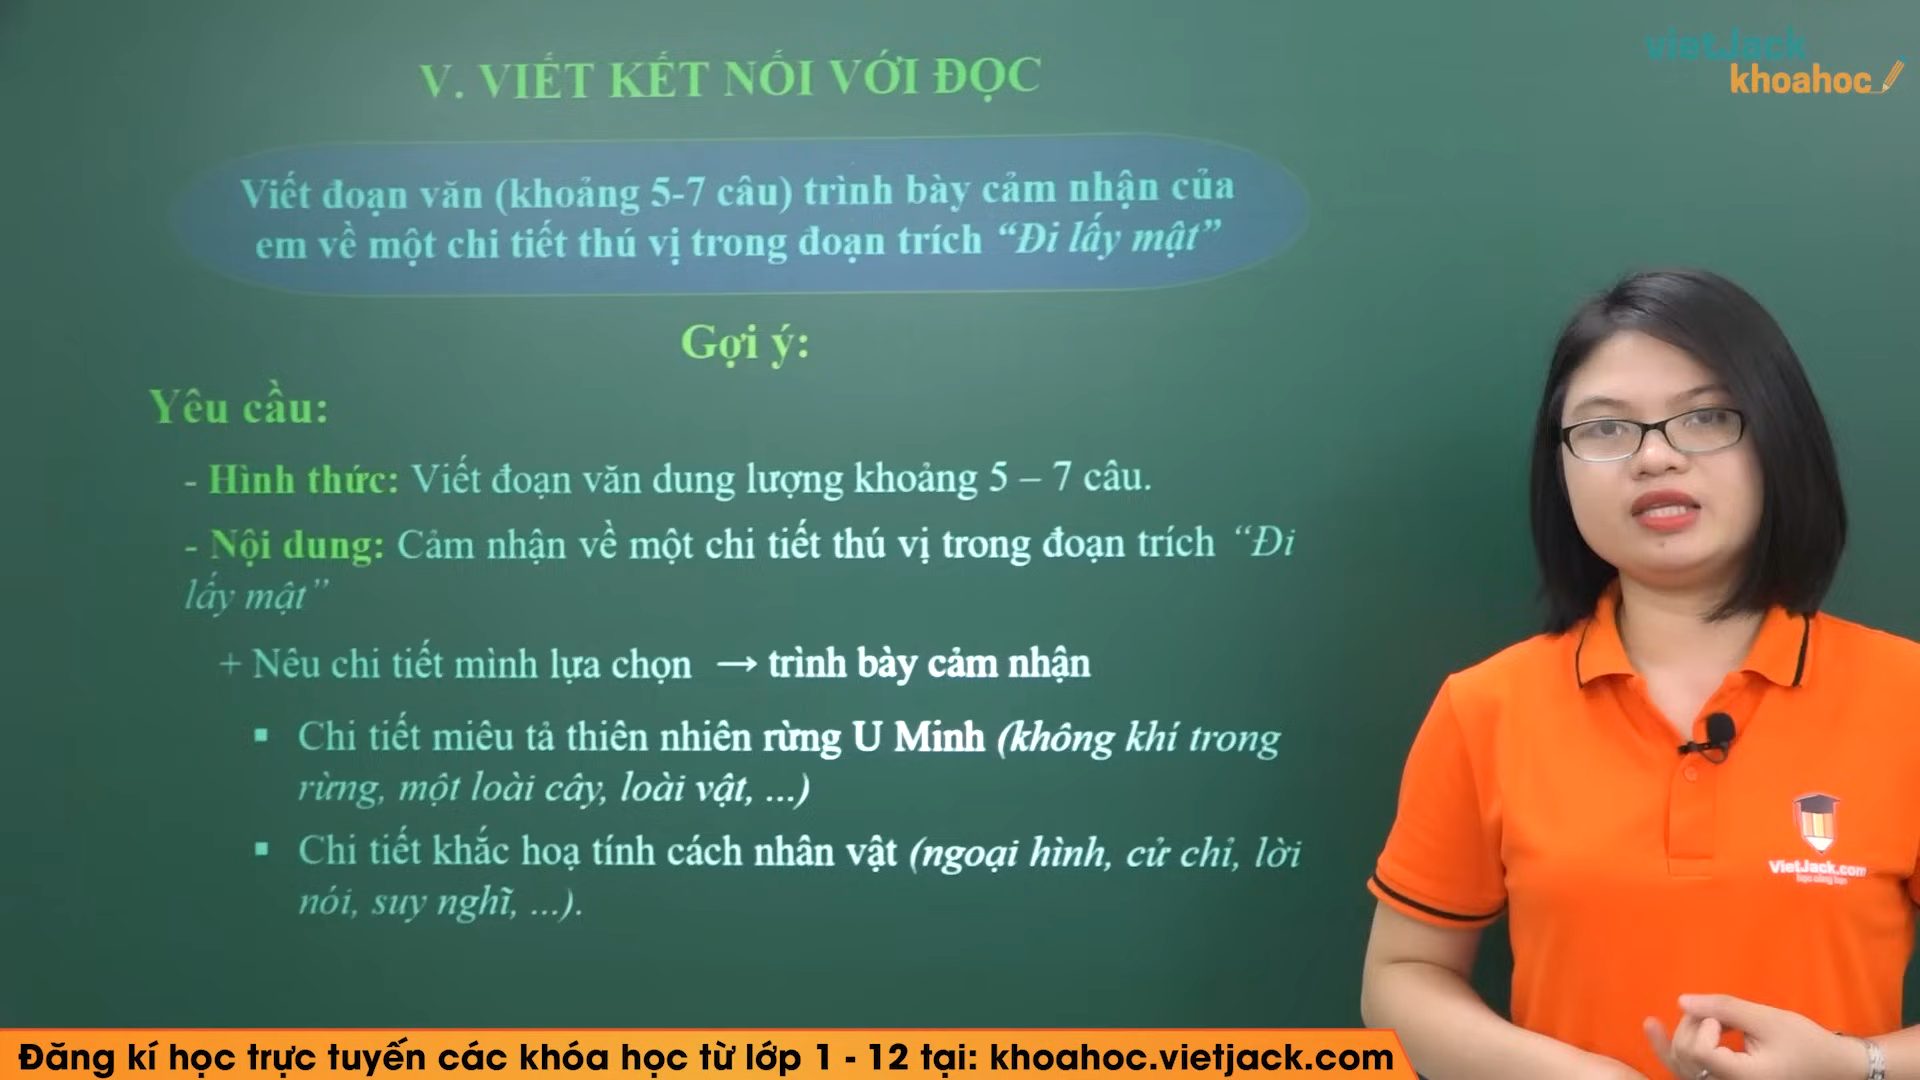 vietJack
khoahoc
V. VIẾT KẾT NỐI VỚI ĐỌC
Viết đoạn văn (khoảng 5-7 câu) trình bày cảm nhận của
em về một chi tiết thú vị trong đoạn trích “Đi lấy mật”
Gợi ý:
Yêu cầu:
- Hình thức: Viết đoạn văn dung lượng khoảng 5 – 7 câu.
- Nội dung: Cảm nhận về một chi tiết thú vị trong đoạn trích “Đi
lấy mật”
+ Nêu chi tiết mình lựa chọn → trình bày cảm nhận
▪ Chi tiết miêu tả thiên nhiên rừng U Minh (không khí trong
rừng, một loài cây, loài vật, ...)
▪ Chi tiết khắc hoạ tính cách nhân vật (ngoại hình, cử chỉ, lời
nói, suy nghĩ, ...).
VietJack.com
Đăng kí học trực tuyến các khóa học từ lớp 1 - 12 tại: khoahoc.vietjack.com